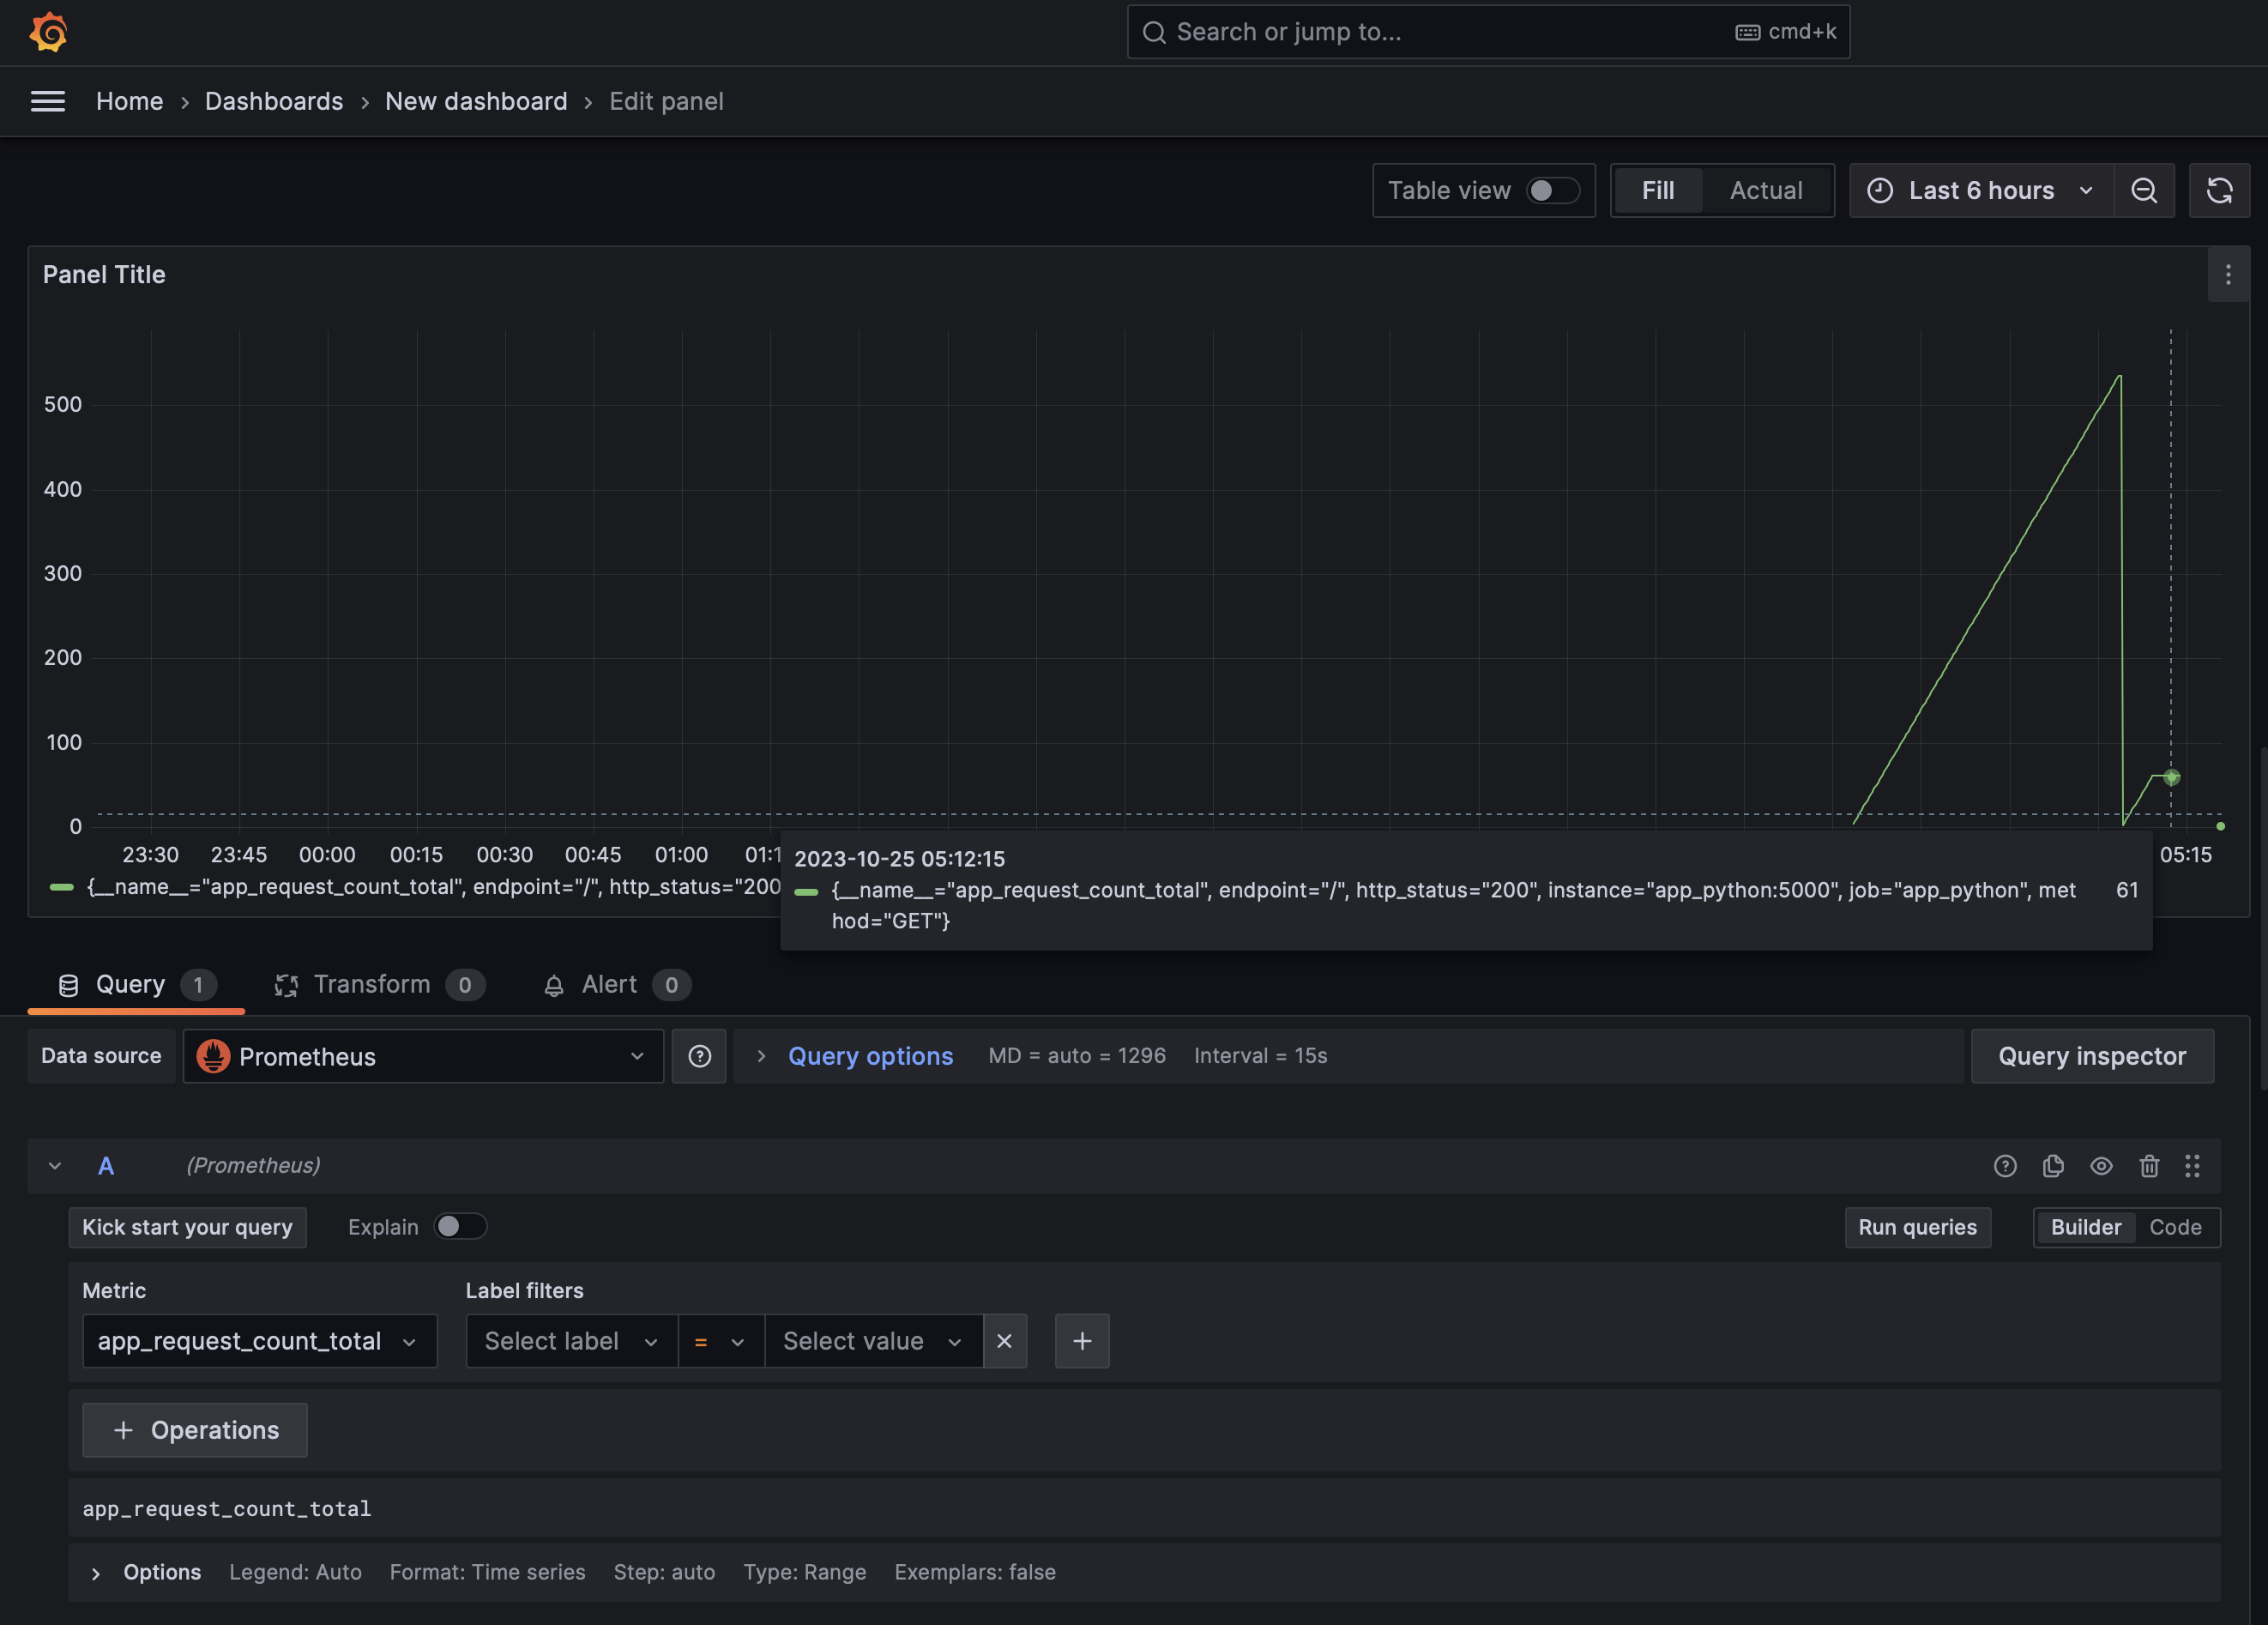 Search or jump to... cmd+k
Home › Dashboards › New dashboard › Edit panel
Table view Fill Actual Last 6 hours
Panel Title
500
400
300
200
100
0
23:30 23:45 00:00 00:15 00:30 00:45 01:00 01:1 05:15
{__name__="app_request_count_total", endpoint="/", http_status="200
2023-10-25 05:12:15
{__name__="app_request_count_total", endpoint="/", http_status="200", instance="app_python:5000", job="app_python", met 61
hod="GET"}
Query 1 Transform 0 Alert 0
Data source Prometheus Query options MD = auto = 1296 Interval = 15s Query inspector
A (Prometheus)
Kick start your query Explain Run queries Builder Code
Metric Label filters
app_request_count_total Select label = Select value
+ Operations
app_request_count_total
Options Legend: Auto Format: Time series Step: auto Type: Range Exemplars: false